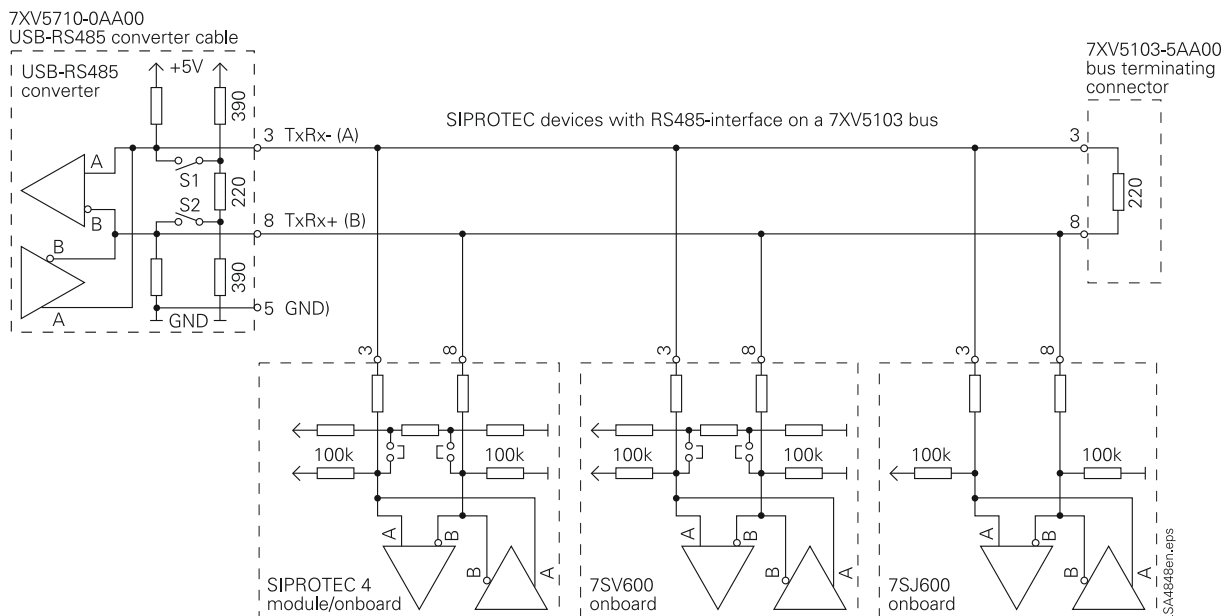 7XV5710-0AA00
USB-RS485 converter cable
USB-RS485
converter
+5V
390
A
S1
220
S2
B
B
A
390
GND
3 TxRx- (A)
8 TxRx+ (B)
5 GND)
SIPROTEC devices with RS485-interface on a 7XV5103 bus
7XV5103-5AA00
bus terminating
connector
3
220
8
3
8
100k
100k
A
B
B
A
SIPROTEC 4
module/onboard
3
8
100k
100k
A
B
B
A
7SV600
onboard
3
8
100k
100k
A
B
B
A
7SJ600
onboard
SA4848en.eps